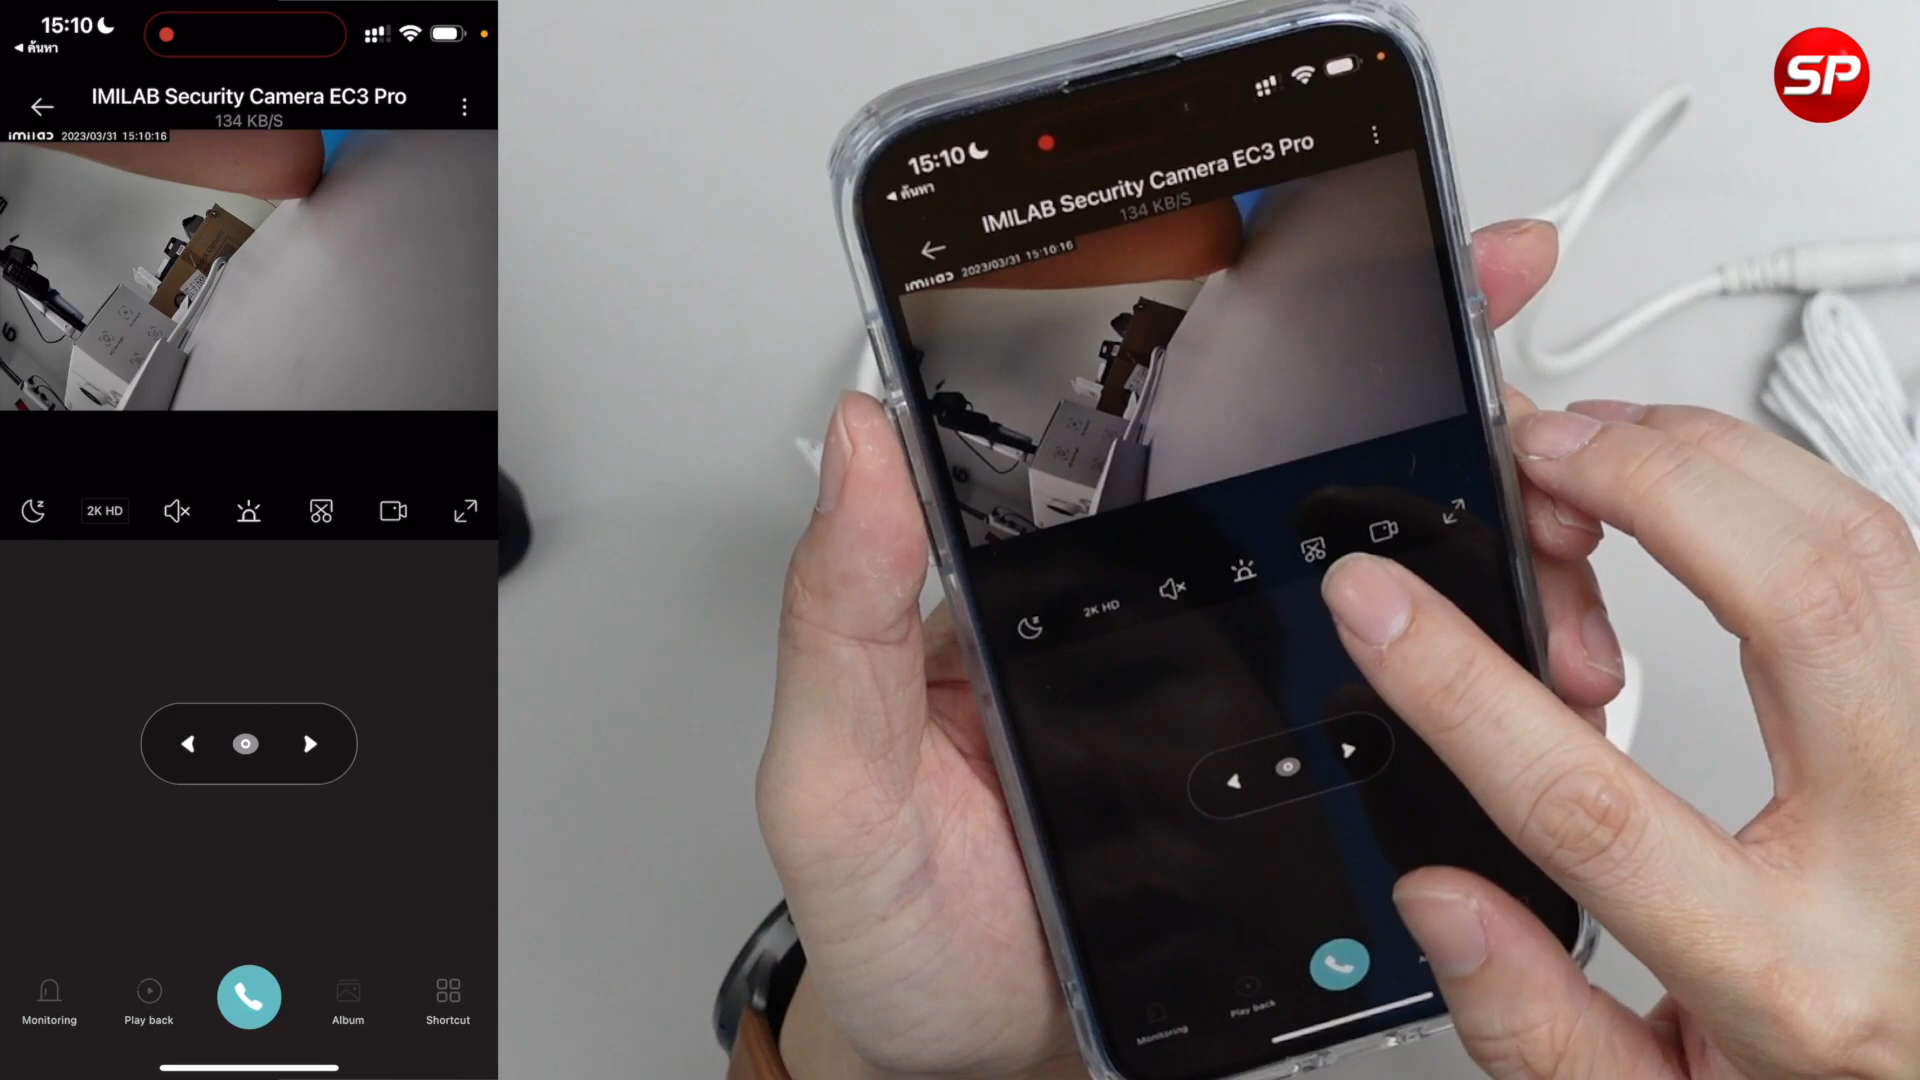 15:10
◀ ค้นหา
IMILAB Security Camera EC3 Pro
134 KB/S
imilab 2023/03/31 15:10:16
2K HD
Monitoring
Play back
Album
Shortcut
15:10
◀ ค้นหา
IMILAB Security Camera EC3 Pro
134 KB/S
imilab 2023/03/31 15:10:16
2K HD
Monitoring
Play back
SP